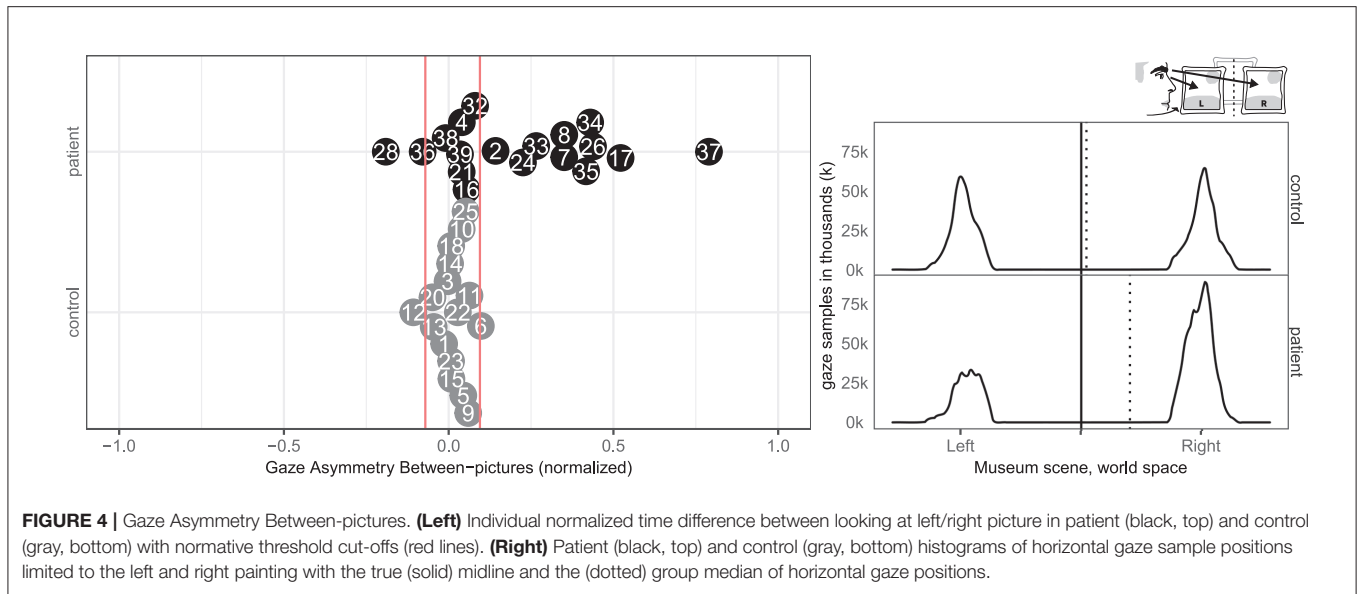 patient
control
32
4
34
38
8
28
36
39
2
33
26
24
7
17
37
21
35
16
25
10
18
14
3
20
11
12
22
13
6
1
23
15
5
9
−1.0
−0.5
0.0
0.5
1.0
Gaze Asymmetry Between−pictures (normalized)
L
R
gaze samples in thousands (k)
75k
50k
25k
0k
control
75k
50k
25k
0k
patient
Left
Right
Museum scene, world space
FIGURE 4 | Gaze Asymmetry Between-pictures. (Left) Individual normalized time difference between looking at left/right picture in patient (black, top) and control
(gray, bottom) with normative threshold cut-offs (red lines). (Right) Patient (black, top) and control (gray, bottom) histograms of horizontal gaze sample positions
limited to the left and right painting with the true (solid) midline and the (dotted) group median of horizontal gaze positions.